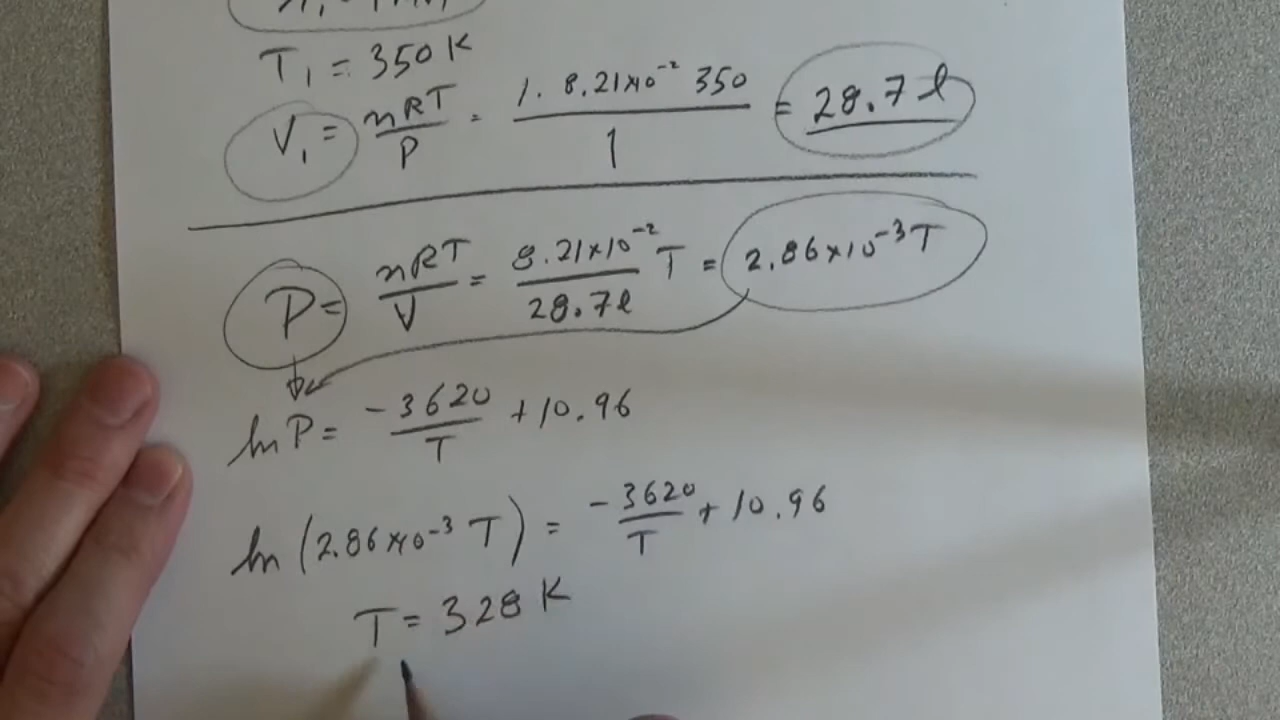 T₁ = 350 K
V₁ = nRT/P = 1. 8.21×10⁻² 350 / 1 = 28.7 l
P = nRT/V = 8.21×10⁻² / 28.7 l T = 2.86×10⁻³ T
ln P = -3620/T + 10.96
ln (2.86×10⁻³ T) = -3620/T + 10.96
T = 328 K